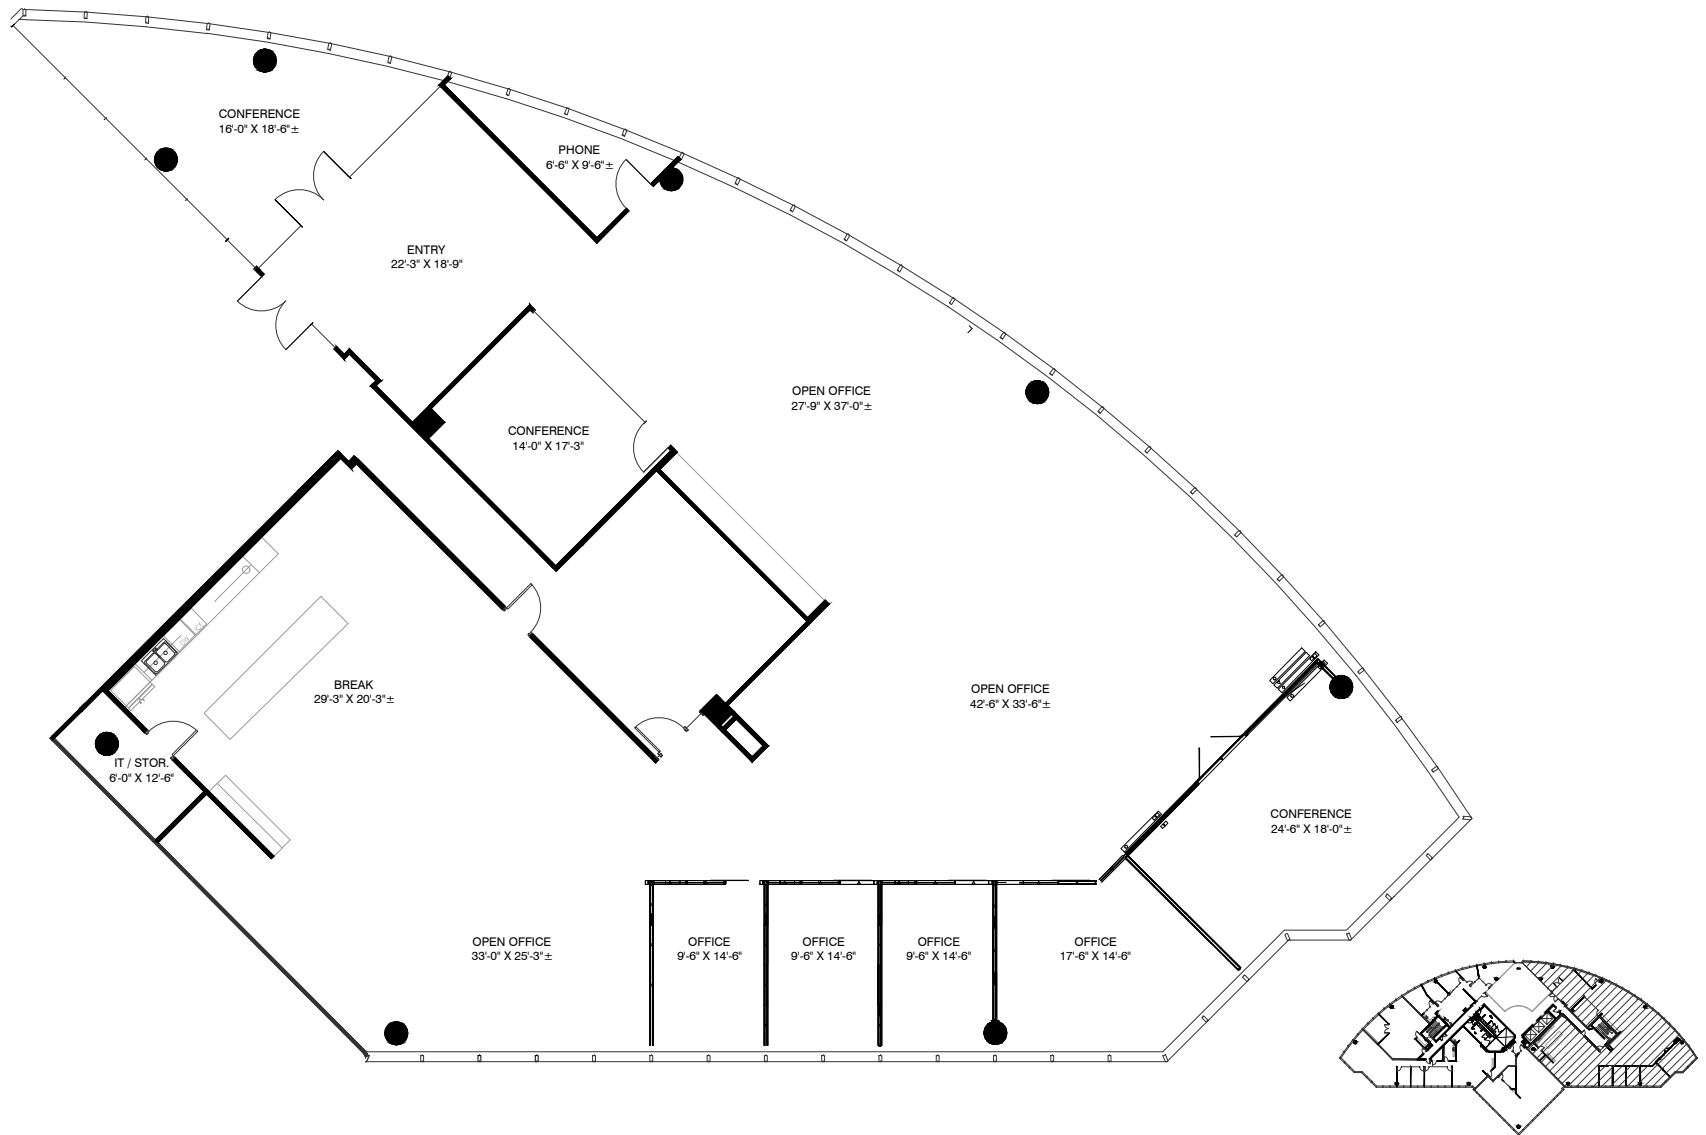 CONFERENCE
16'-0" X 18'-6"±
PHONE
6'-6" X 9'-6"±
ENTRY
22'-3" X 18'-9"
OPEN OFFICE
27'-9" X 37'-0"±
CONFERENCE
14'-0" X 17'-3"
BREAK
29'-3" X 20'-3"±
OPEN OFFICE
42'-6" X 33'-6"±
IT / STOR.
6'-0" X 12'-6"
CONFERENCE
24'-6" X 18'-0"±
OPEN OFFICE
33'-0" X 25'-3"±
OFFICE
9'-6" X 14'-6"
OFFICE
9'-6" X 14'-6"
OFFICE
9'-6" X 14'-6"
OFFICE
17'-6" X 14'-6"